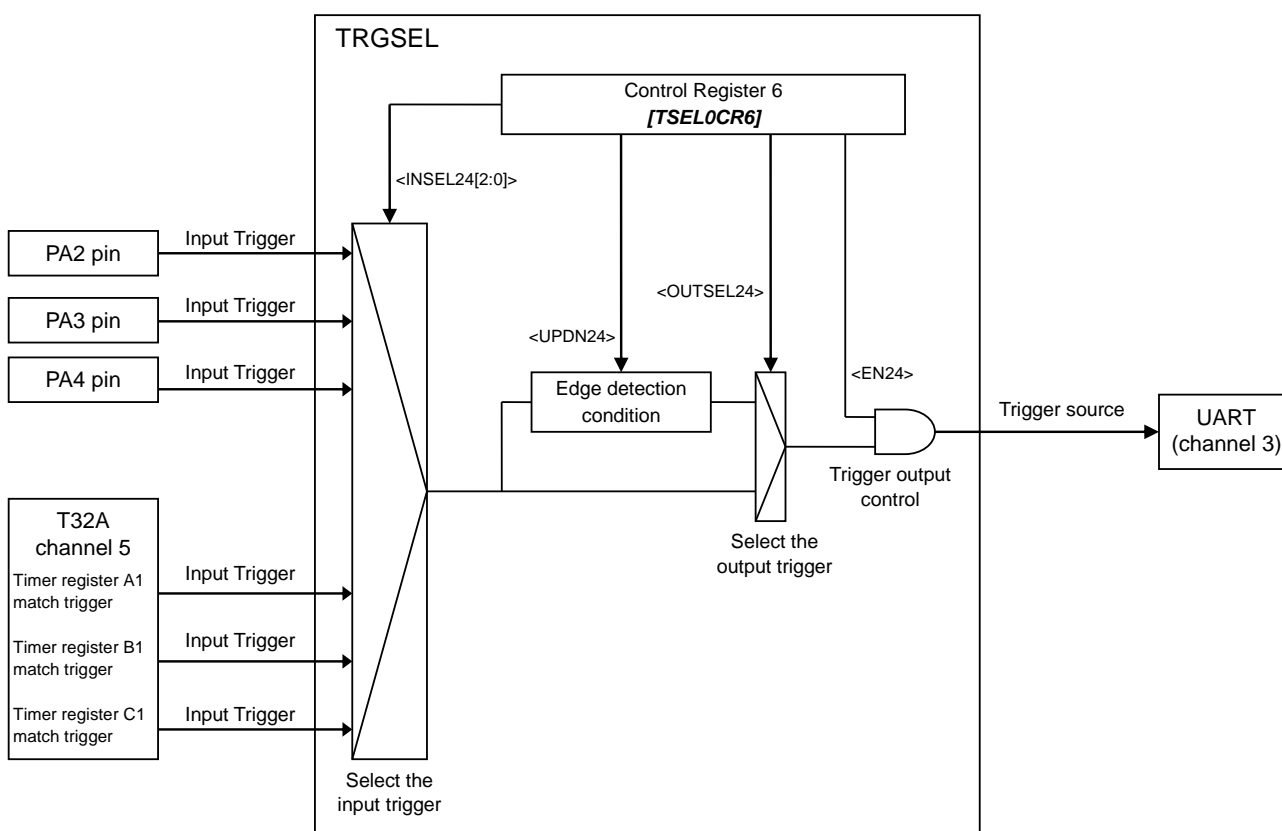 TRGSEL
Control Register 6
[TSEL0CR6]
<INSEL24[2:0]>
PA2 pin
Input Trigger
PA3 pin
Input Trigger
PA4 pin
Input Trigger
<OUTSEL24>
<UPDN24>
<EN24>
Edge detection
condition
Trigger source
UART
(channel 3)
Trigger output
control
Select the
output trigger
T32A
channel 5
Timer register A1
match trigger
Input Trigger
Timer register B1
match trigger
Input Trigger
Timer register C1
match trigger
Input Trigger
Select the
input trigger